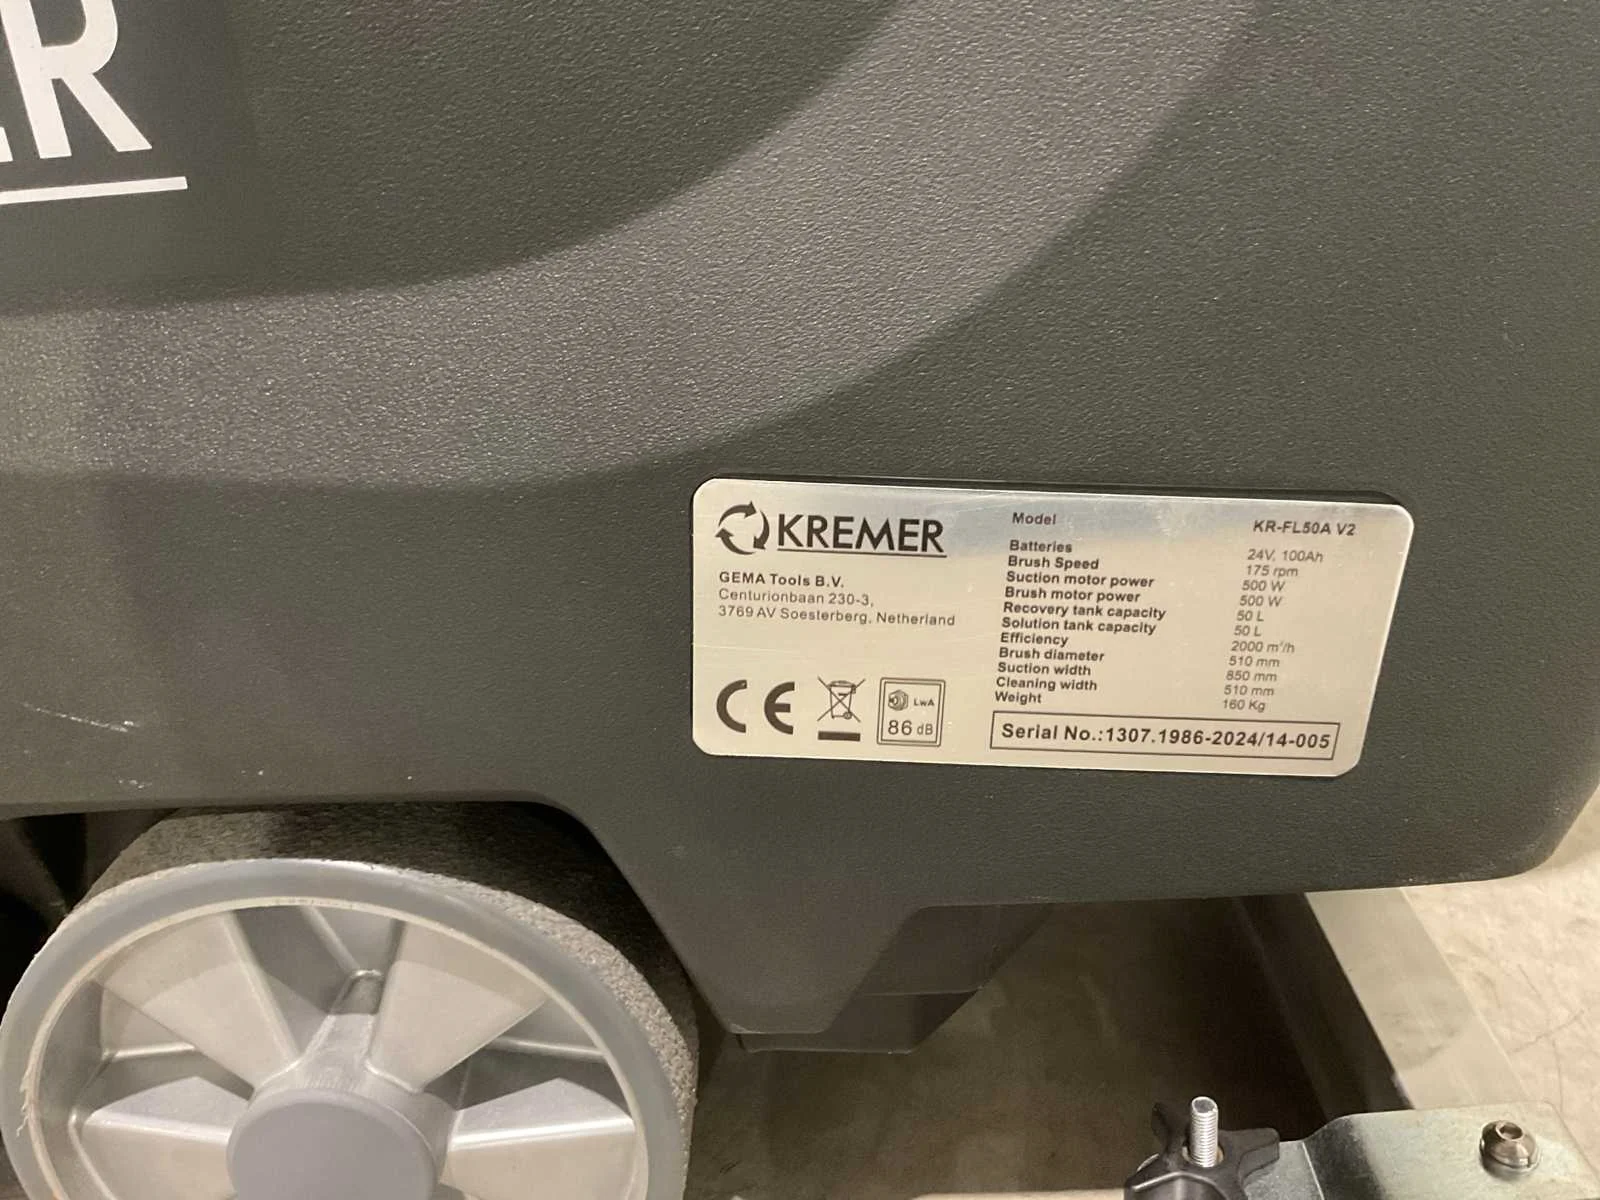 ER
KREMER
GEMA Tools B.V.
Centurionbaan 230-3,
3769 AV Soesterberg, Netherland
CE
LwA
86 dB
Model KR-FL50A V2
Batteries 24V, 100Ah
Brush Speed 175 rpm
Suction motor power 500 W
Brush motor power 500 W
Recovery tank capacity 50 L
Solution tank capacity 50 L
Efficiency 2000 m²/h
Brush diameter 510 mm
Suction width 850 mm
Cleaning width 510 mm
Weight 160 Kg
Serial No.:1307.1986-2024/14-005